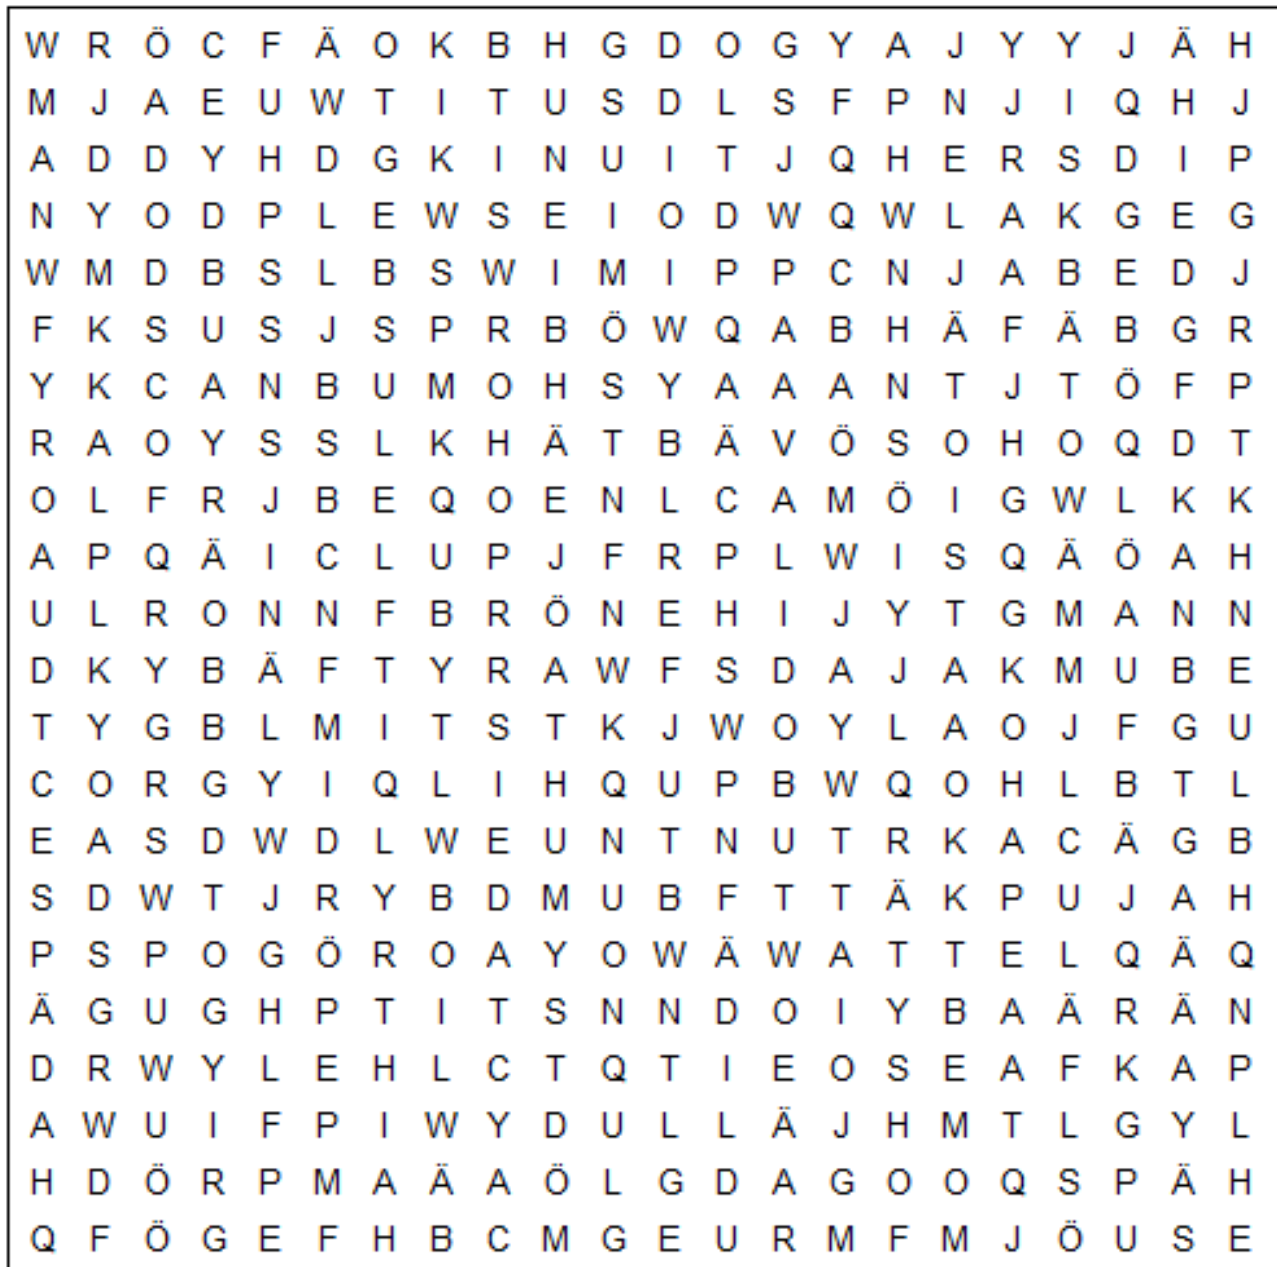 W R Ö C F Ä O K B H G D O G Y A J Y Y J Ä H
M J A E U W T I T U S D L S F P N J I Q H J
A D D Y H D G K I N U I T J Q H E R S D I P
N Y O D P L E W S E I O D W Q W L A K G E G
W M D B S L B S W I M I P P C N J A B E D J
F K S U S J S P R B Ö W Q A B H Ä F Ä B G R
Y K C A N B U M O H S Y A A A N T J T Ö F P
R A O Y S S L K H Ä T B Ä V Ö S O H O Q D T
O L F R J B E Q O E N L C A M Ö I G W L K K
A P Q Ä I C L U P J F R P L W I S Q Ä Ö A H
U L R O N N F B R Ö N E H I J Y T G M A N N
D K Y B Ä F T Y R A W F S D A J A K M U B E
T Y G B L M I T S T K J W O Y L A O J F G U
C O R G Y I Q L I H Q U P B W Q O H L B T L
E A S D W D L W E U N T N U T R K A C Ä G B
S D W T J R Y B D M U B F T T Ä K P U J A H
P S P O G Ö R O A Y O W Ä W A T T E L Q Ä Q
Ä G U G H P T I T S N N D O I Y B A Ä R Ä N
D R W Y L E H L C T Q T I E O S E A F K A P
A W U I F P I W Y D U L L Ä J H M T L G Y L
H D Ö R P M A Ä A Ö L G D A G O O Q S P Ä H
Q F Ö G E F H B C M G E U R M F M J Ö U S E